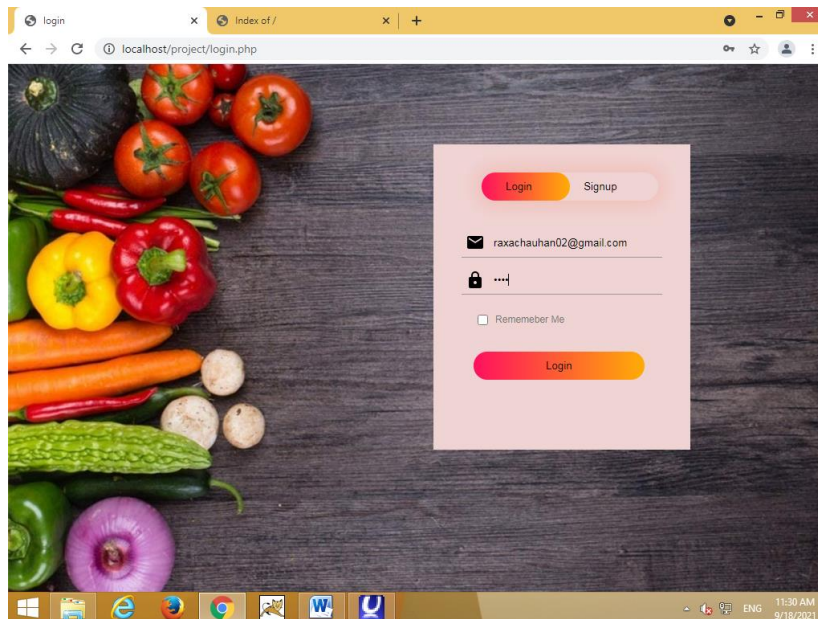 login
Index of /
localhost/project/login.php
Login Signup
raxachauhan02@gmail.com
Rememeber Me
Login
ENG
11:30 AM
9/18/2021